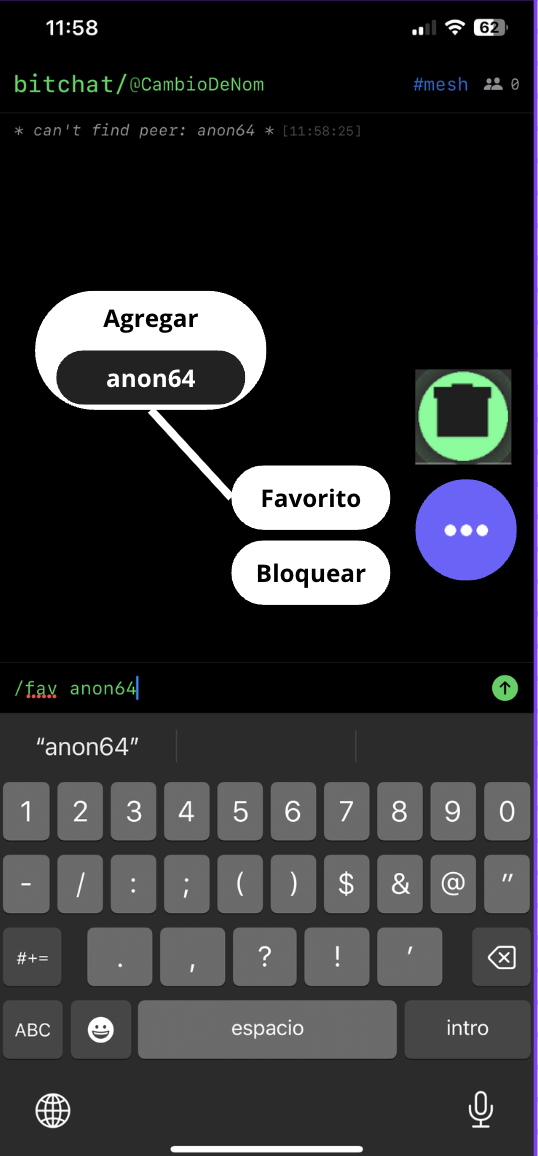 11:58
62
bitchat/@CambioDeNom
#mesh
0
* can't find peer: anon64 * [11:58:25]
Agregar
anon64
Favorito
Bloquear
/fav anon64
“anon64”
1 2 3 4 5 6 7 8 9 0
- / : ; ( ) $ & @ "
#+= . , ? ! '
ABC espacio intro